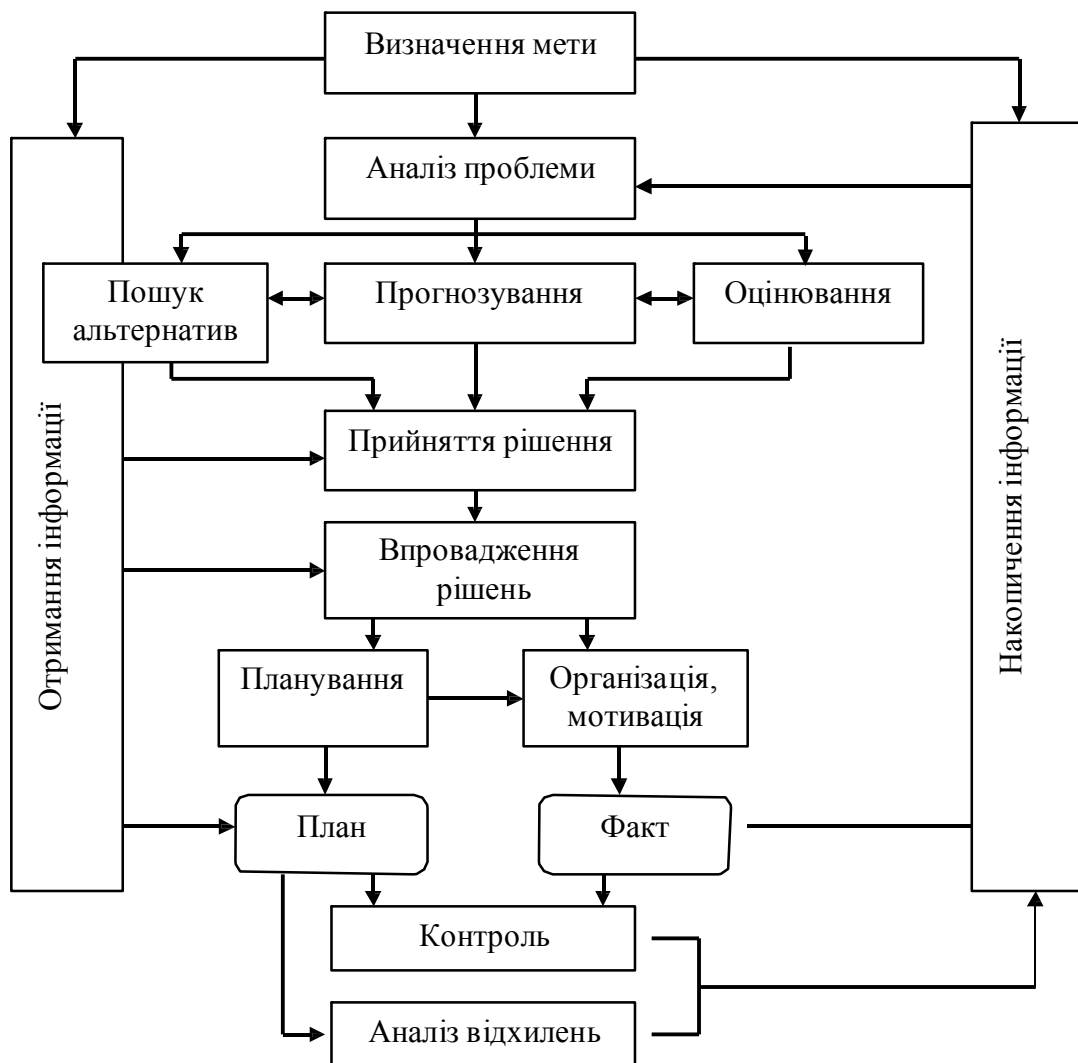 Визначення мети
Аналіз проблеми
Пошук
альтернатив
Прогнозування
Оцінювання
Прийняття рішення
Впровадження
рішень
Планування
Організація,
мотивація
План
Факт
Контроль
Аналіз відхилень
Отримання інформації
Накопичення інформації